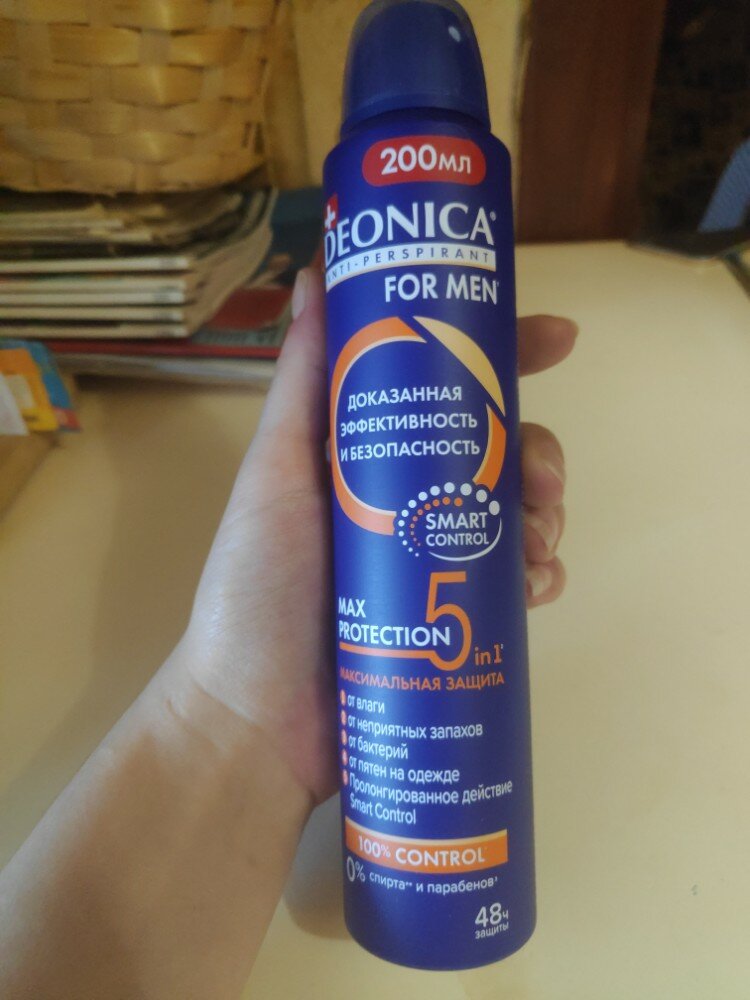 200мл
DEONICA®
ANTI-PERSPIRANT
FOR MEN
ДОКАЗАННАЯ
ЭФФЕКТИВНОСТЬ
И БЕЗОПАСНОСТЬ
SMART
CONTROL
MAX
PROTECTION 5 in 1
МАКСИМАЛЬНАЯ ЗАЩИТА
от влаги
от неприятных запахов
от бактерий
от пятен на одежде
Пролонгированное действие
Smart Control
100% CONTROL
0% спирта** и парабенов
48ч
защиты